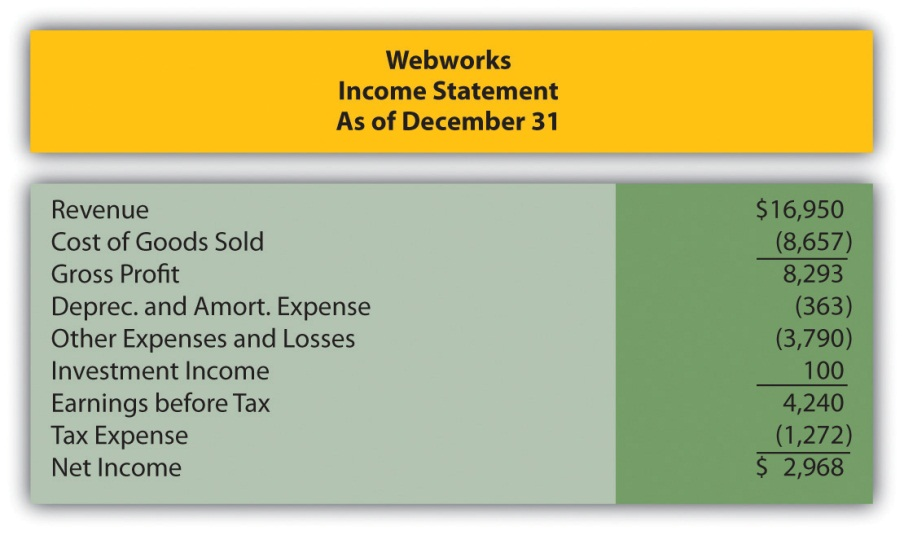 Webworks
Income Statement
As of December 31
Revenue $16,950
Cost of Goods Sold (8,657)
Gross Profit 8,293
Deprec. and Amort. Expense (363)
Other Expenses and Losses (3,790)
Investment Income 100
Earnings before Tax 4,240
Tax Expense (1,272)
Net Income $ 2,968